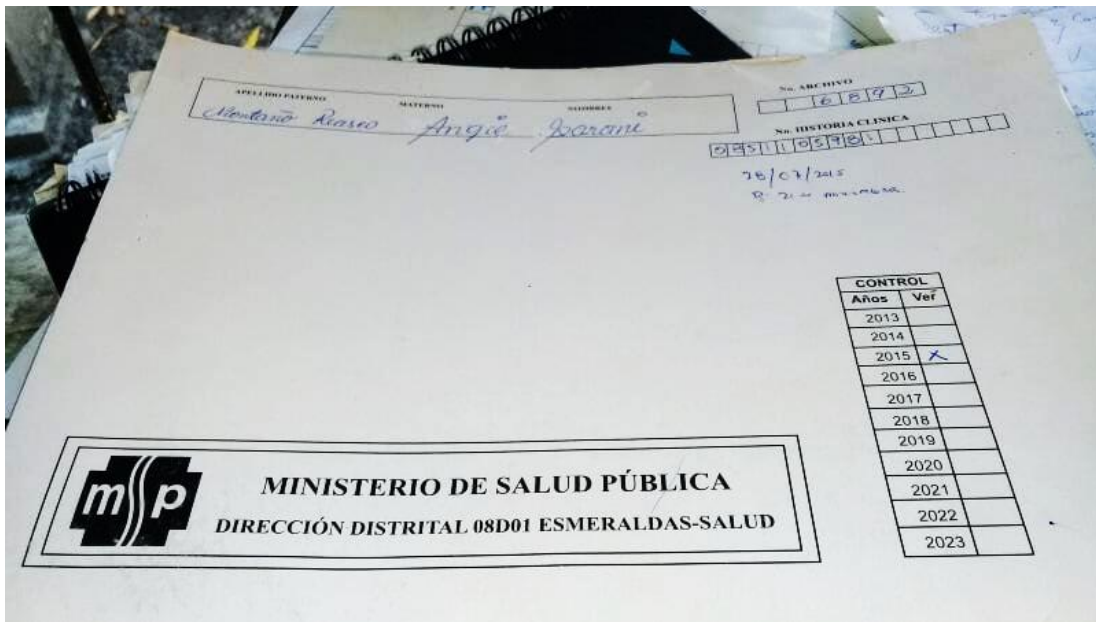 APELLIDO PATERNO MATERNO NOMBRES
Montaño Reasco Angie
No. ARCHIVO
6892
No. HISTORIA CLINICA
28/07/2015
CONTROL
Años Ver
2013
2014
2015 X
2016
2017
2018
2019
2020
2021
2022
2023
msp
MINISTERIO DE SALUD PÚBLICA
DIRECCIÓN DISTRITAL 08D01 ESMERALDAS-SALUD